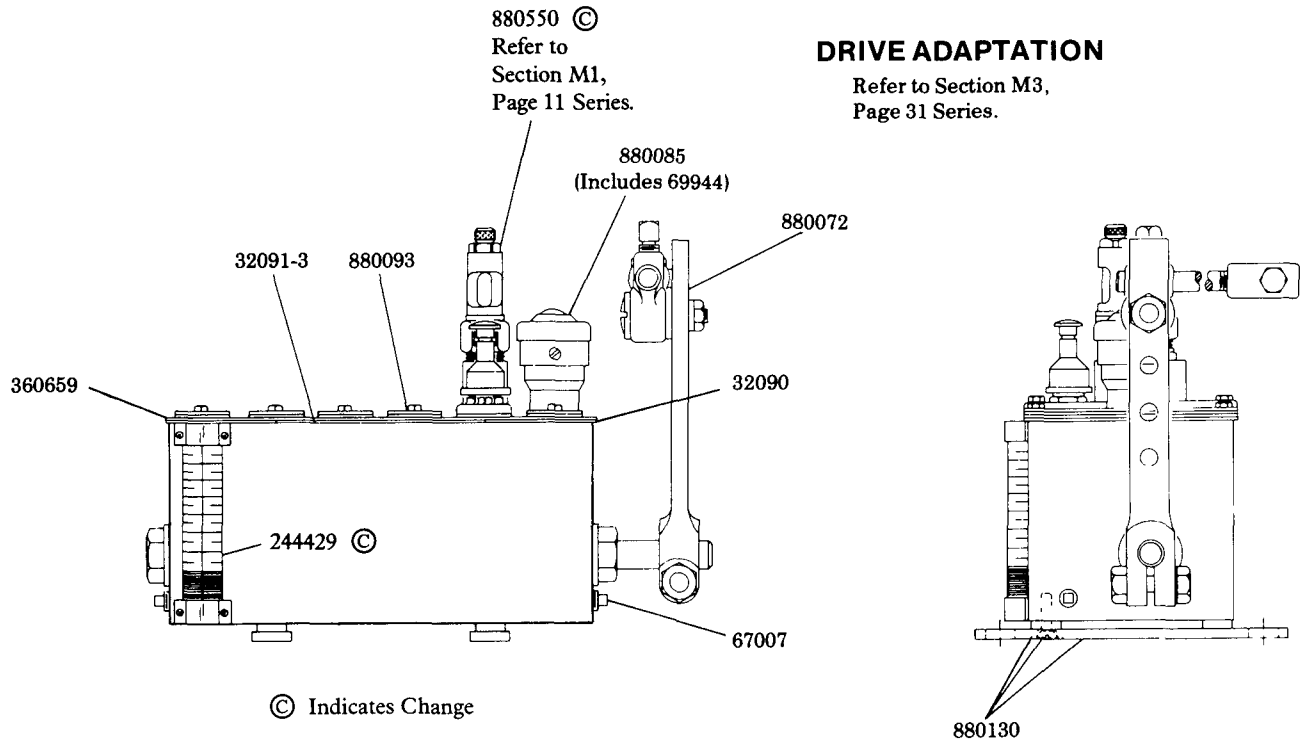 880550 Ⓒ
Refer to
Section M1,
Page 11 Series.
DRIVE ADAPTATION
Refer to Section M3,
Page 31 Series.
880085
(Includes 69944)
880072
32091-3
880093
360659
32090
244429 Ⓒ
67007
Ⓒ Indicates Change
880130